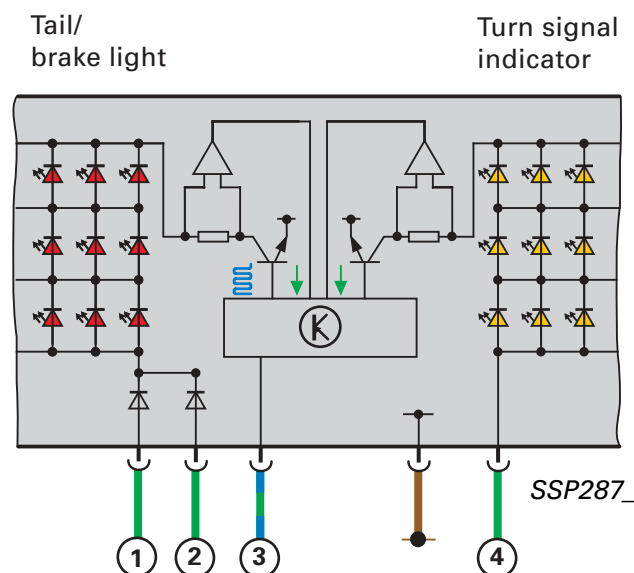 Tail/
brake light
Turn signal
indicator
K
SSP287_
1
2
3
4